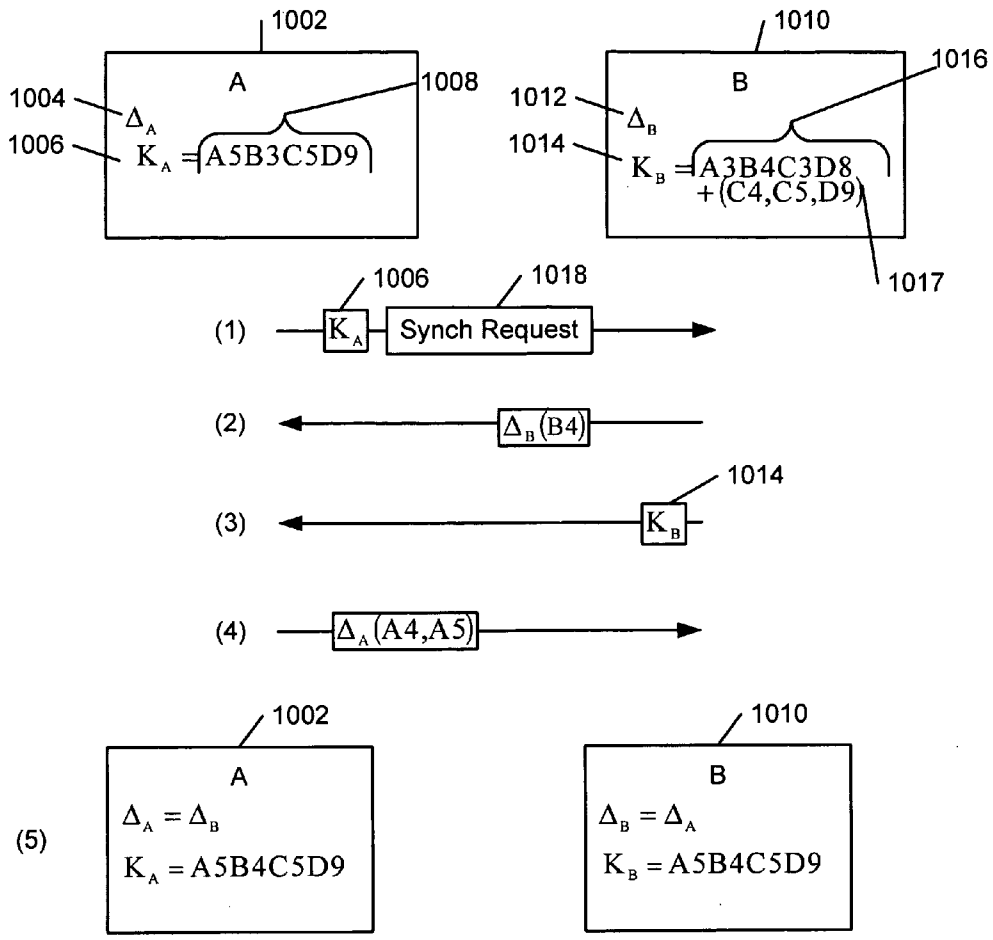 1002
1010
A
1008
B
1016
1004
Δ_A
1012
Δ_B
1006
K_A = A5B3C5D9
1014
K_B = A3B4C3D8
+ (C4,C5,D9)
1017
1006
1018
(1)
K_A
Synch Request
(2)
Δ_B(B4)
1014
(3)
K_B
(4)
Δ_A(A4,A5)
1002
1010
A
B
(5)
Δ_A = Δ_B
Δ_B = Δ_A
K_A = A5B4C5D9
K_B = A5B4C5D9